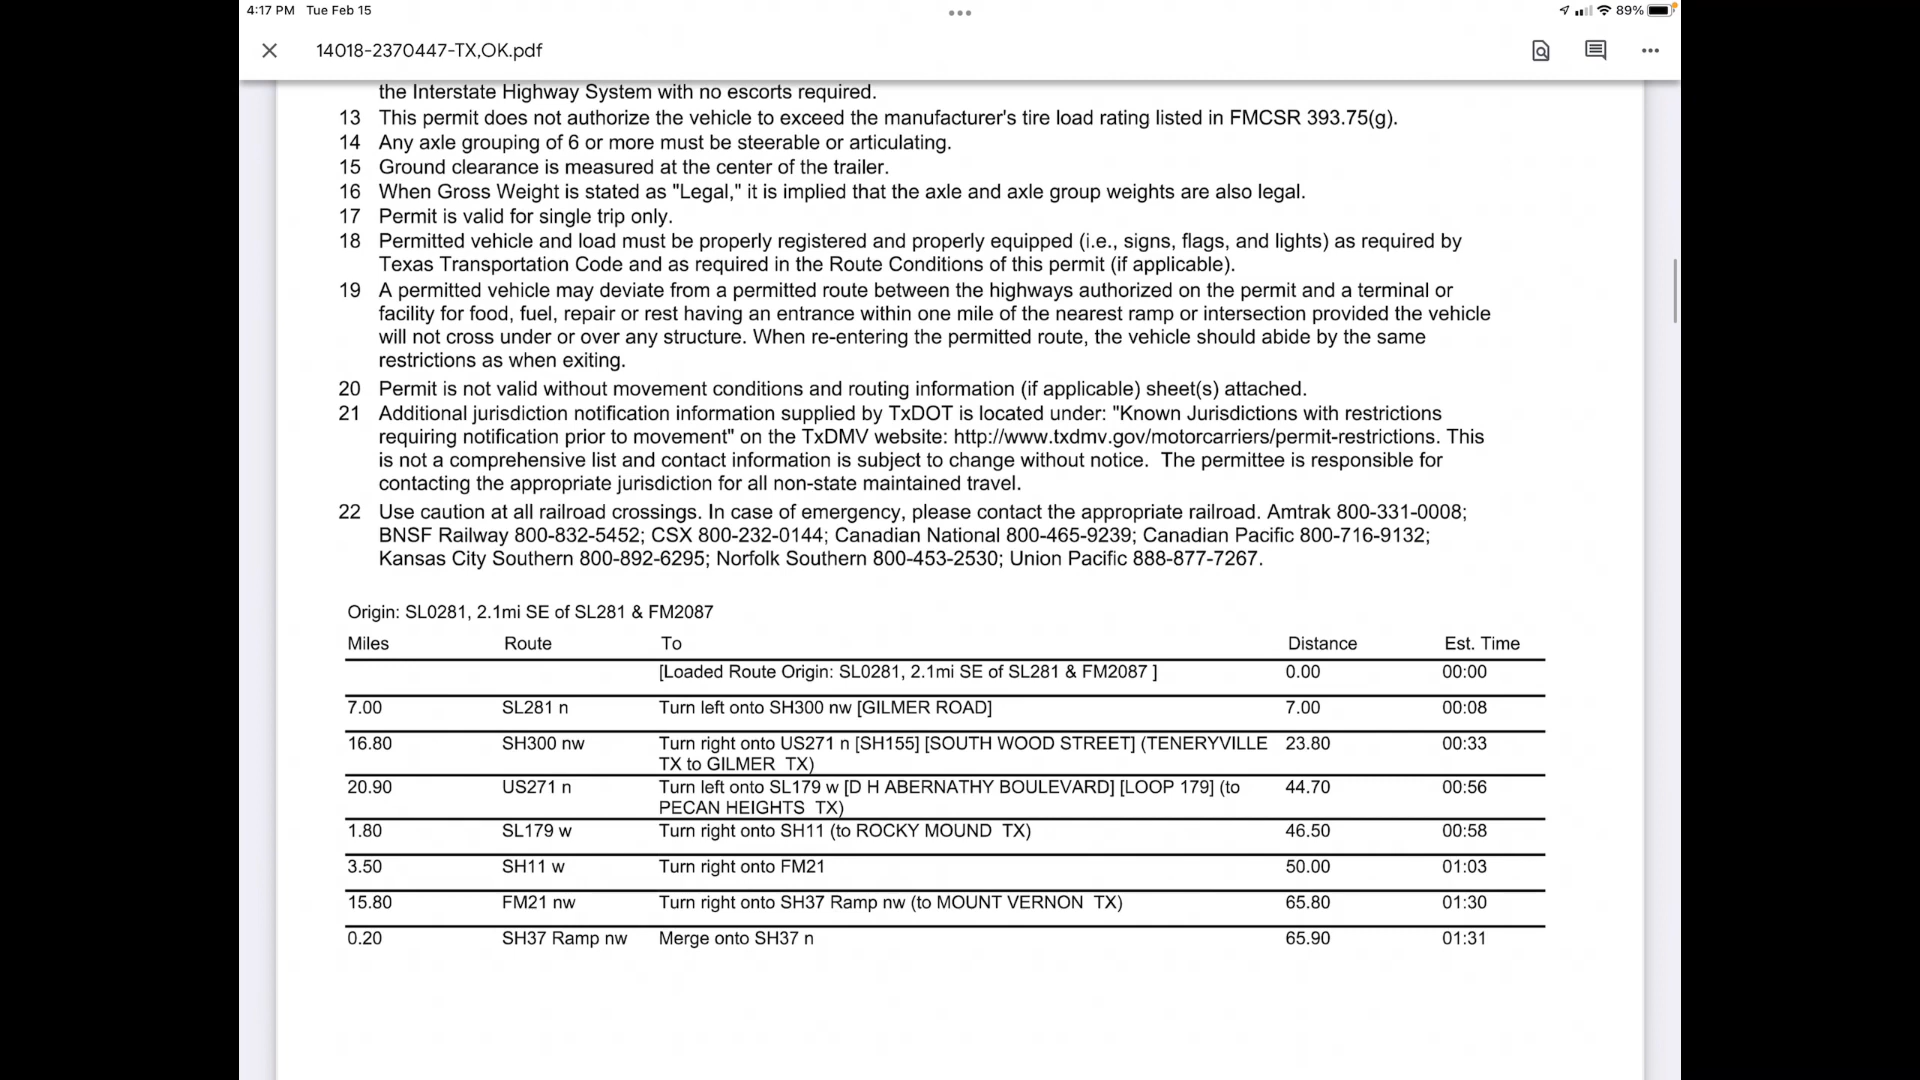 4:17 PM Tue Feb 15
89%
14018-2370447-TX,OK.pdf
the Interstate Highway System with no escorts required.
13 This permit does not authorize the vehicle to exceed the manufacturer's tire load rating listed in FMCSR 393.75(g).
14 Any axle grouping of 6 or more must be steerable or articulating.
15 Ground clearance is measured at the center of the trailer.
16 When Gross Weight is stated as "Legal," it is implied that the axle and axle group weights are also legal.
17 Permit is valid for single trip only.
18 Permitted vehicle and load must be properly registered and properly equipped (i.e., signs, flags, and lights) as required by
Texas Transportation Code and as required in the Route Conditions of this permit (if applicable).
19 A permitted vehicle may deviate from a permitted route between the highways authorized on the permit and a terminal or
facility for food, fuel, repair or rest having an entrance within one mile of the nearest ramp or intersection provided the vehicle
will not cross under or over any structure. When re-entering the permitted route, the vehicle should abide by the same
restrictions as when exiting.
20 Permit is not valid without movement conditions and routing information (if applicable) sheet(s) attached.
21 Additional jurisdiction notification information supplied by TxDOT is located under: "Known Jurisdictions with restrictions
requiring notification prior to movement" on the TxDMV website: http://www.txdmv.gov/motorcarriers/permit-restrictions. This
is not a comprehensive list and contact information is subject to change without notice. The permittee is responsible for
contacting the appropriate jurisdiction for all non-state maintained travel.
22 Use caution at all railroad crossings. In case of emergency, please contact the appropriate railroad. Amtrak 800-331-0008;
BNSF Railway 800-832-5452; CSX 800-232-0144; Canadian National 800-465-9239; Canadian Pacific 800-716-9132;
Kansas City Southern 800-892-6295; Norfolk Southern 800-453-2530; Union Pacific 888-877-7267.
Origin: SL0281, 2.1mi SE of SL281 & FM2087
Miles Route To Distance Est. Time
[Loaded Route Origin: SL0281, 2.1mi SE of SL281 & FM2087 ] 0.00 00:00
7.00 SL281 n Turn left onto SH300 nw [GILMER ROAD] 7.00 00:08
16.80 SH300 nw Turn right onto US271 n [SH155] [SOUTH WOOD STREET] (TENERYVILLE 23.80 00:33
TX to GILMER TX)
20.90 US271 n Turn left onto SL179 w [D H ABERNATHY BOULEVARD] [LOOP 179] (to 44.70 00:56
PECAN HEIGHTS TX)
1.80 SL179 w Turn right onto SH11 (to ROCKY MOUND TX) 46.50 00:58
3.50 SH11 w Turn right onto FM21 50.00 01:03
15.80 FM21 nw Turn right onto SH37 Ramp nw (to MOUNT VERNON TX) 65.80 01:30
0.20 SH37 Ramp nw Merge onto SH37 n 65.90 01:31